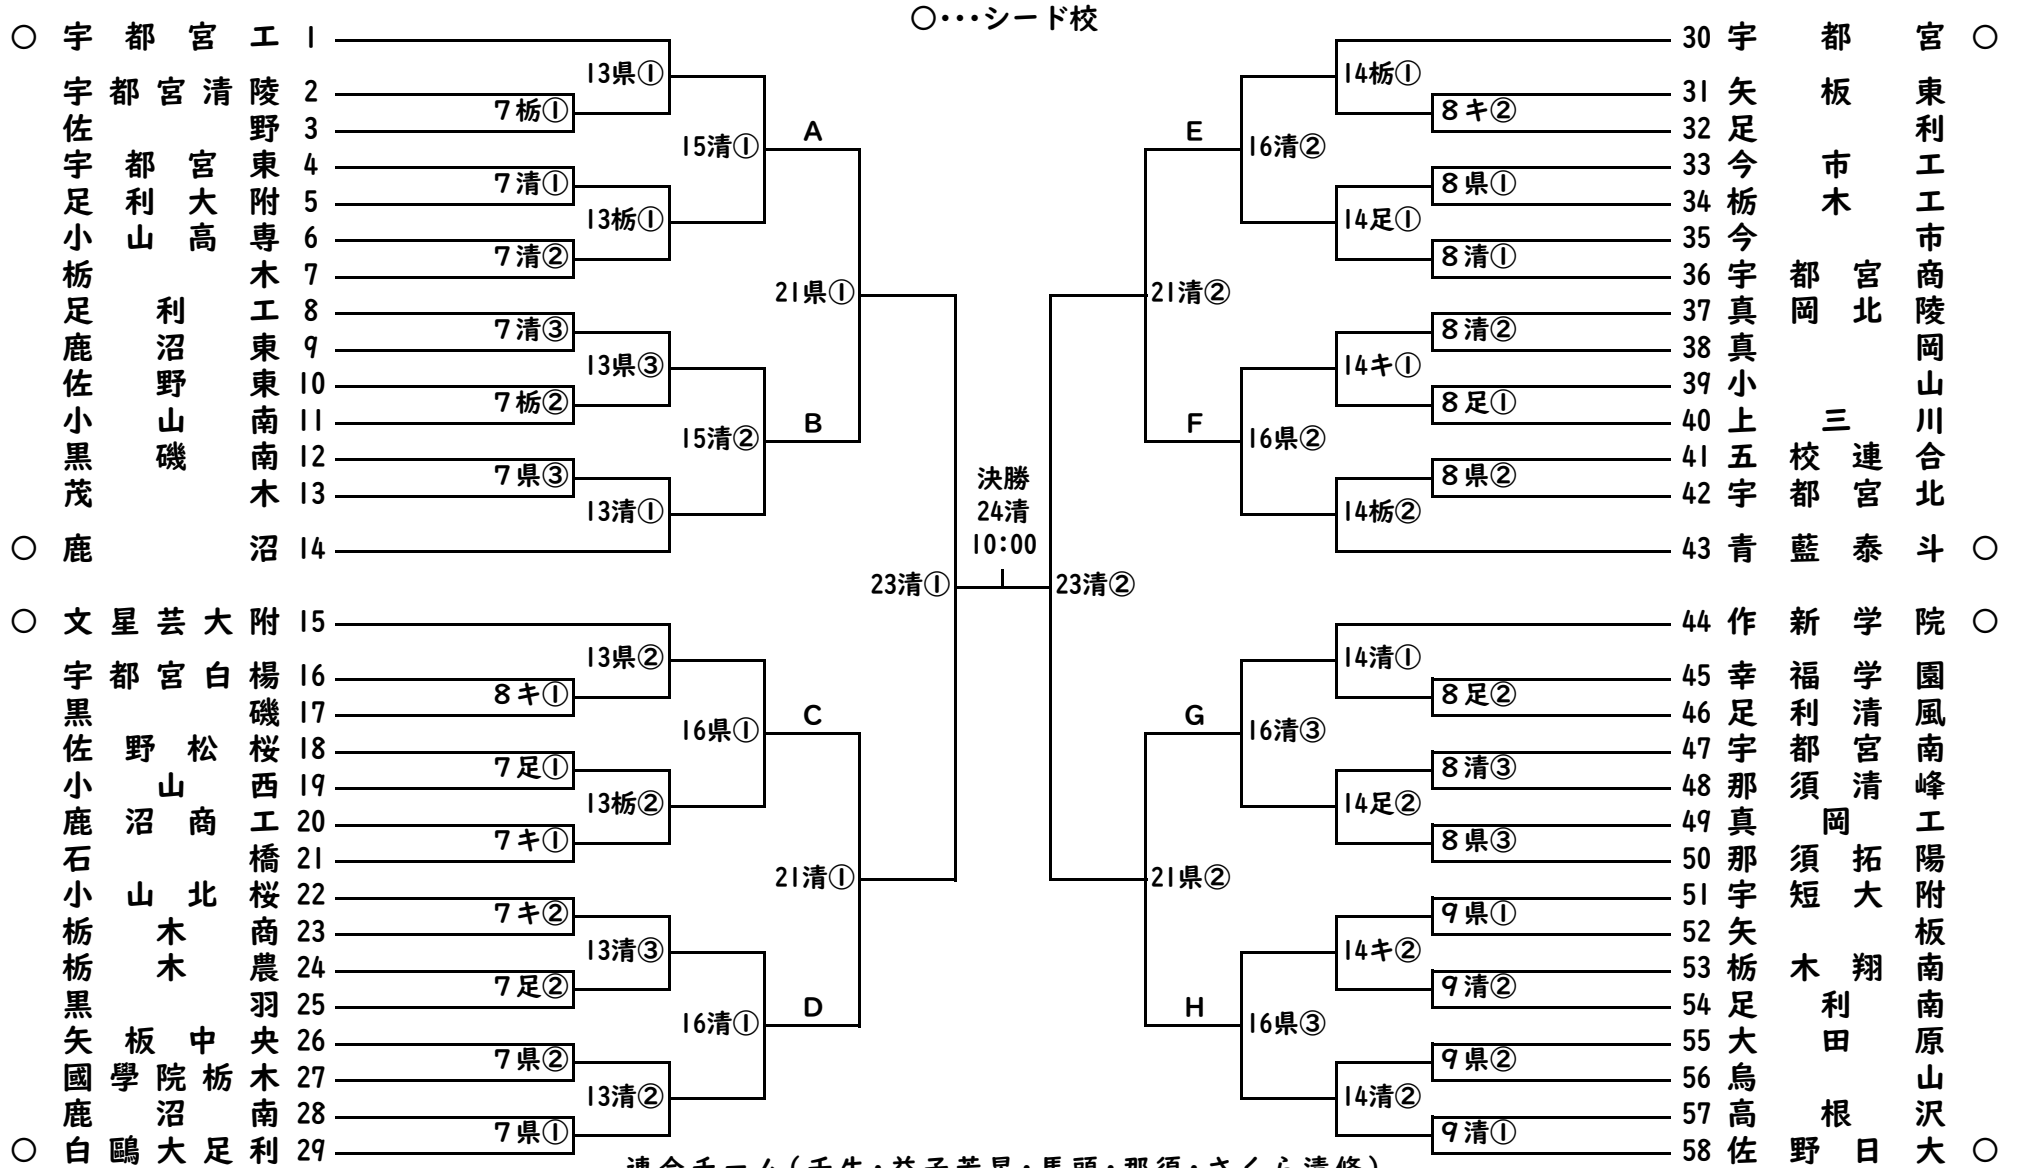 ○・・・シード校
○ 宇都宮工 1
13県①
宇都宮清陵 2
7栃①
佐野 3
15清①
A
宇都宮東 4
7清①
足利大附 5
13栃①
小山高専 6
7清②
栃木 7
21県①
足利工 8
7清③
鹿沼東 9
13県③
佐野東 10
7栃②
小山南 11
15清②
B
黒磯南 12
7県③
茂木 13
13清①
○ 鹿沼 14
23清①
○ 文星芸大附 15
13県②
宇都宮白楊 16
8キ①
黒磯 17
16県①
C
佐野松桜 18
7足①
小山西 19
13栃②
鹿沼商工 20
7キ①
石橋 21
21清①
小山北桜 22
7キ②
栃木商 23
13清③
栃木農 24
7足②
黒羽 25
16清①
D
矢板中央 26
7県②
國學院栃木 27
13清②
鹿沼南 28
7県①
○ 白鷗大足利 29
決勝
24清
10:00
30 宇都宮 ○
14栃①
31 矢板東
8キ②
32 足利
E
16清②
33 今市工
8県①
34 栃木工
14足①
35 今市
8清①
36 宇都宮商
21清②
37 真岡北陵
8清②
38 真岡
14キ①
39 小山
8足①
40 上三川
F
16県②
41 五校連合
8県②
42 宇都宮北
14栃②
43 青藍泰斗 ○
23清②
44 作新学院 ○
14清①
45 幸福学園
8足②
46 足利清風
G
16清③
47 宇都宮南
8清③
48 那須清峰
14足②
49 真岡工
8県③
50 那須拓陽
21県②
51 宇短大附
9県①
52 矢板
14キ②
53 栃木翔南
9清②
54 足利南
H
16県③
55 大田原
9県②
56 烏山
14清②
57 高根沢
9清①
58 佐野日大 ○
連合チーム(壬生・益子芳星・馬頭・那須・さくら清修)